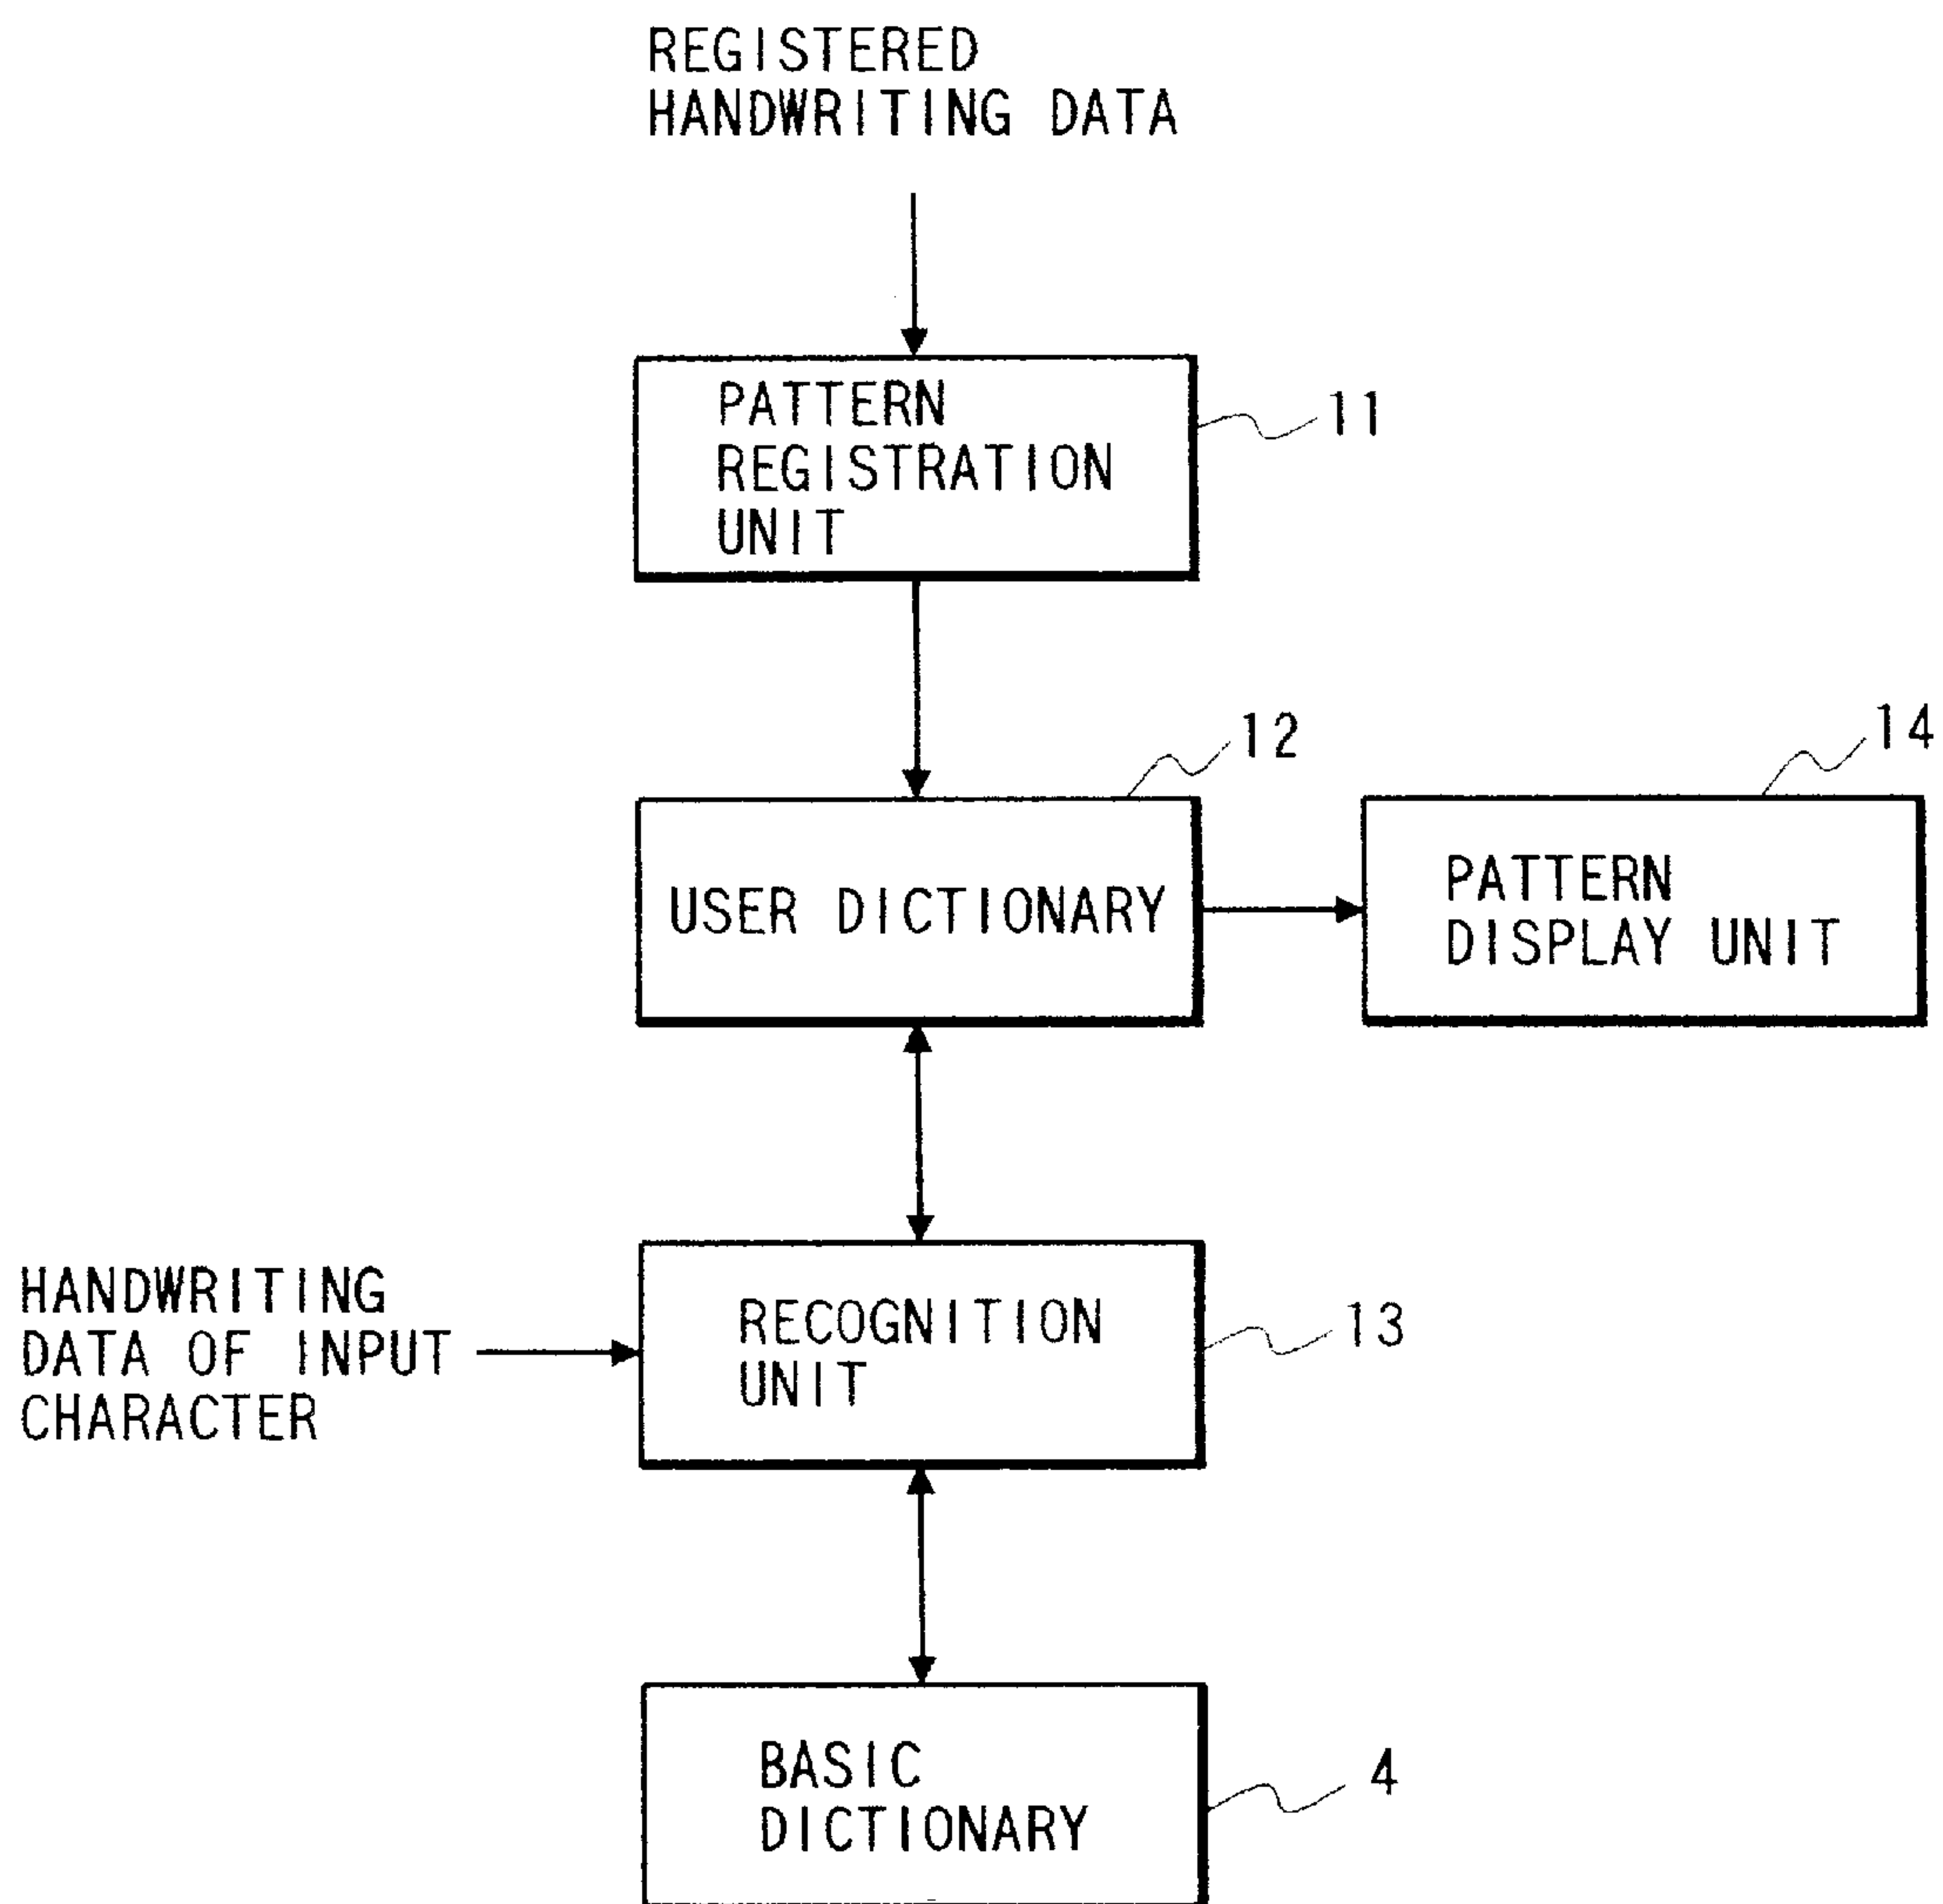 REGISTERED
HANDWRITING DATA
PATTERN
REGISTRATION
UNIT
11
12
14
USER DICTIONARY
PATTERN
DISPLAY UNIT
HANDWRITING
DATA OF INPUT
CHARACTER
RECOGNITION
UNIT
13
BASIC
DICTIONARY
4